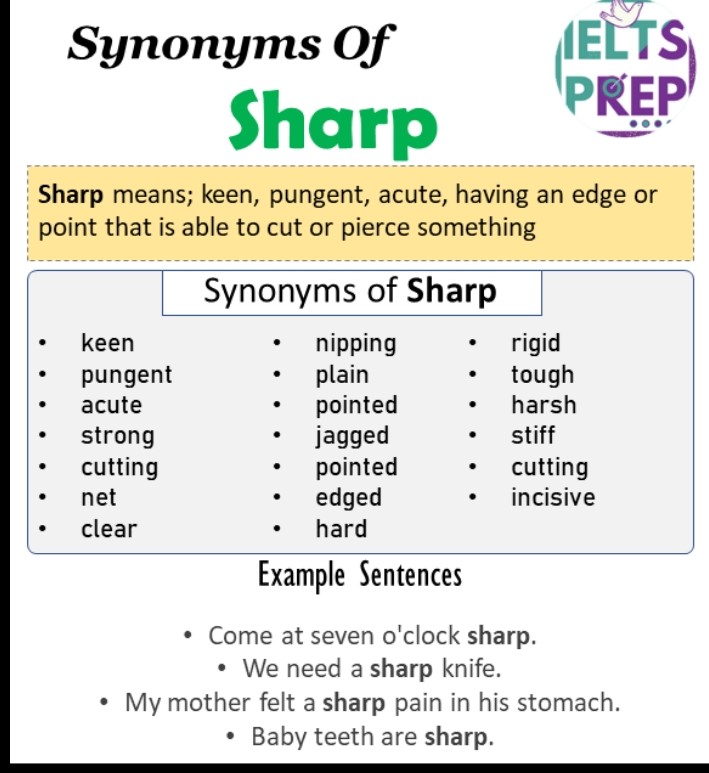 Synonyms Of
Sharp
IELTS
PREP
Sharp means; keen, pungent, acute, having an edge or
point that is able to cut or pierce something
Synonyms of Sharp
• keen
• pungent
• acute
• strong
• cutting
• net
• clear
• nipping
• plain
• pointed
• jagged
• pointed
• edged
• hard
• rigid
• tough
• harsh
• stiff
• cutting
• incisive
Example Sentences
• Come at seven o'clock sharp.
• We need a sharp knife.
• My mother felt a sharp pain in his stomach.
• Baby teeth are sharp.